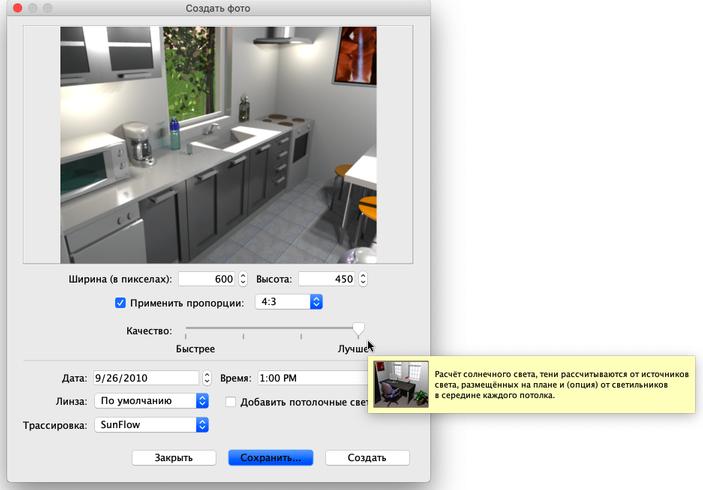 Создать фото
Ширина (в пикселах): 600 Высота: 450
Применить пропорции: 4:3
Качество:
Быстрее Лучше
Расчёт солнечного света, тени рассчитываются от источников
света, размещённых на плане и (опция) от светильников
в середине каждого потолка.
Дата: 9/26/2010 Время: 1:00 PM
Линза: По умолчанию Добавить потолочные свет
Трассировка: SunFlow
Закрыть Сохранить... Создать